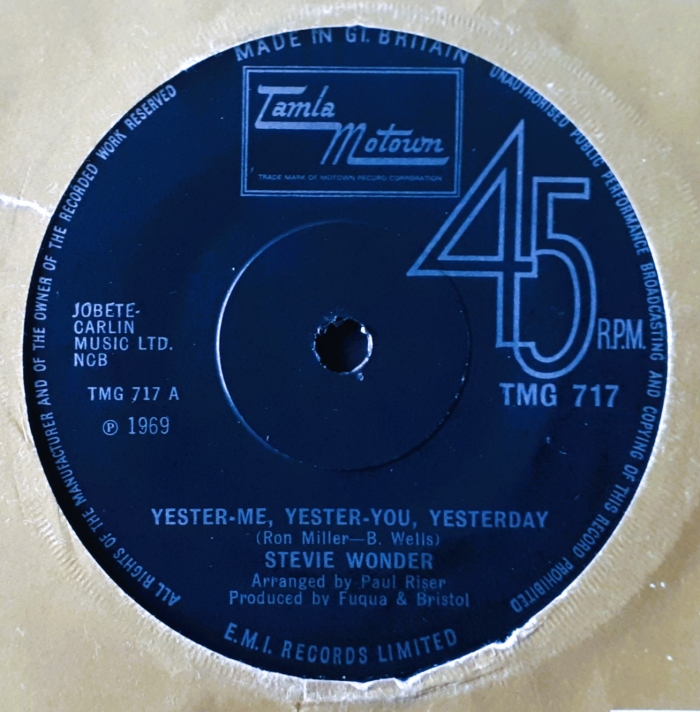 MADE IN GT. BRITAIN
Tamla
Motown
TRADE MARK OF MOTOWN RECORD CORPORATION
45
R.P.M.
TMG 717
JOBETE-
CARLIN
MUSIC LTD.
NCB
TMG 717 A
℗ 1969
YESTER-ME, YESTER-YOU, YESTERDAY
(Ron Miller—B. Wells)
STEVIE WONDER
Arranged by Paul Riser
Produced by Fuqua & Bristol
E.M.I. RECORDS LIMITED
ALL RIGHTS OF THE MANUFACTURER AND OF THE OWNER OF THE RECORDED WORK RESERVED
UNAUTHORISED PUBLIC PERFORMANCE BROADCASTING AND COPYING OF THIS RECORD PROHIBITED